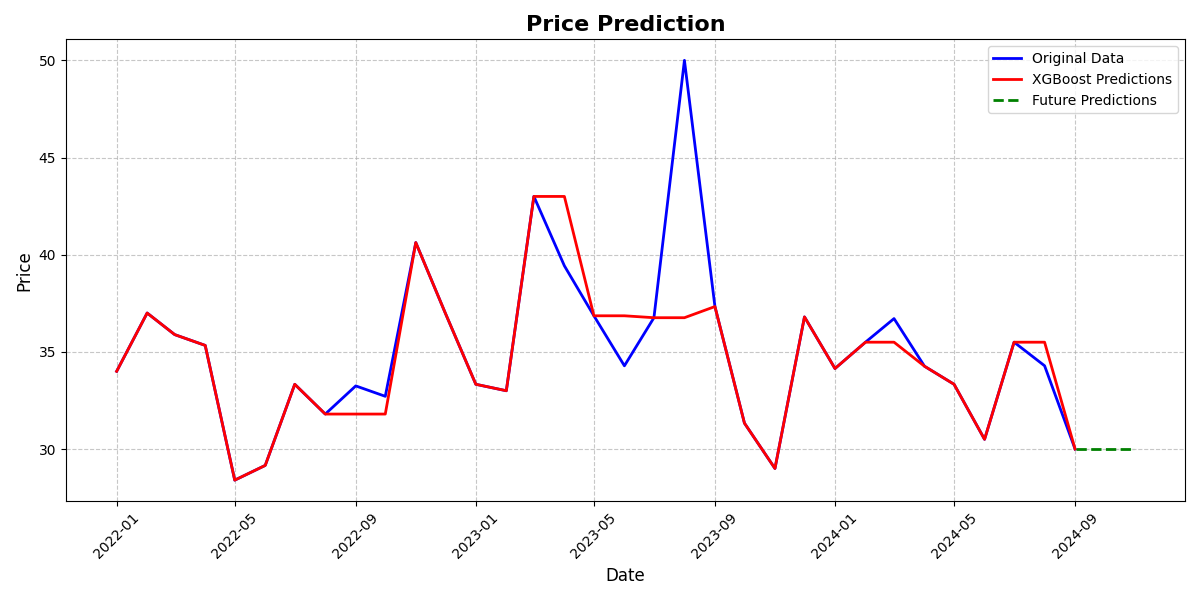 Price Prediction
Original Data
XGBoost Predictions
Future Predictions
Price
50
45
40
35
30
2022-01
2022-05
2022-09
2023-01
2023-05
2023-09
2024-01
2024-05
2024-09
Date